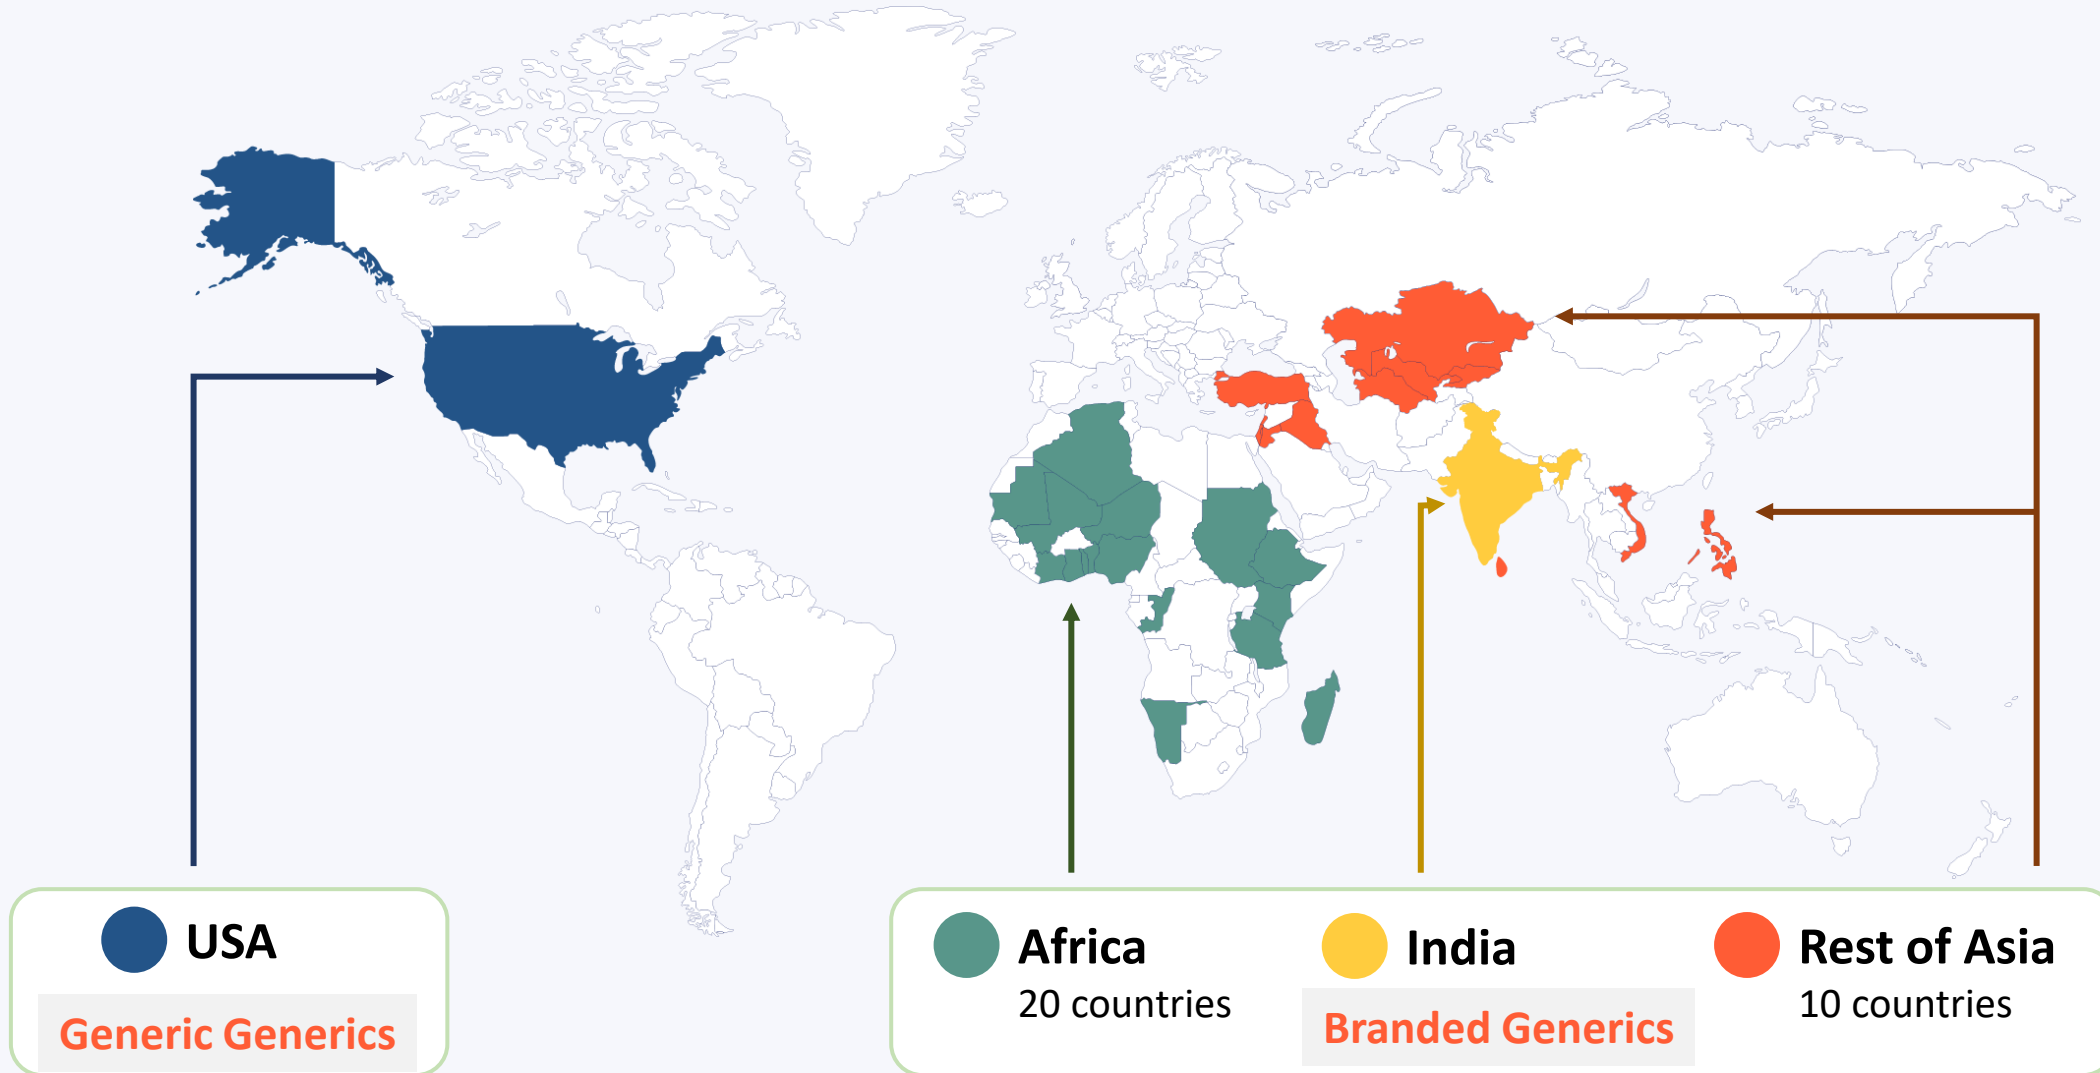 USA
Generic Generics
Africa
20 countries
India
Branded Generics
Rest of Asia
10 countries